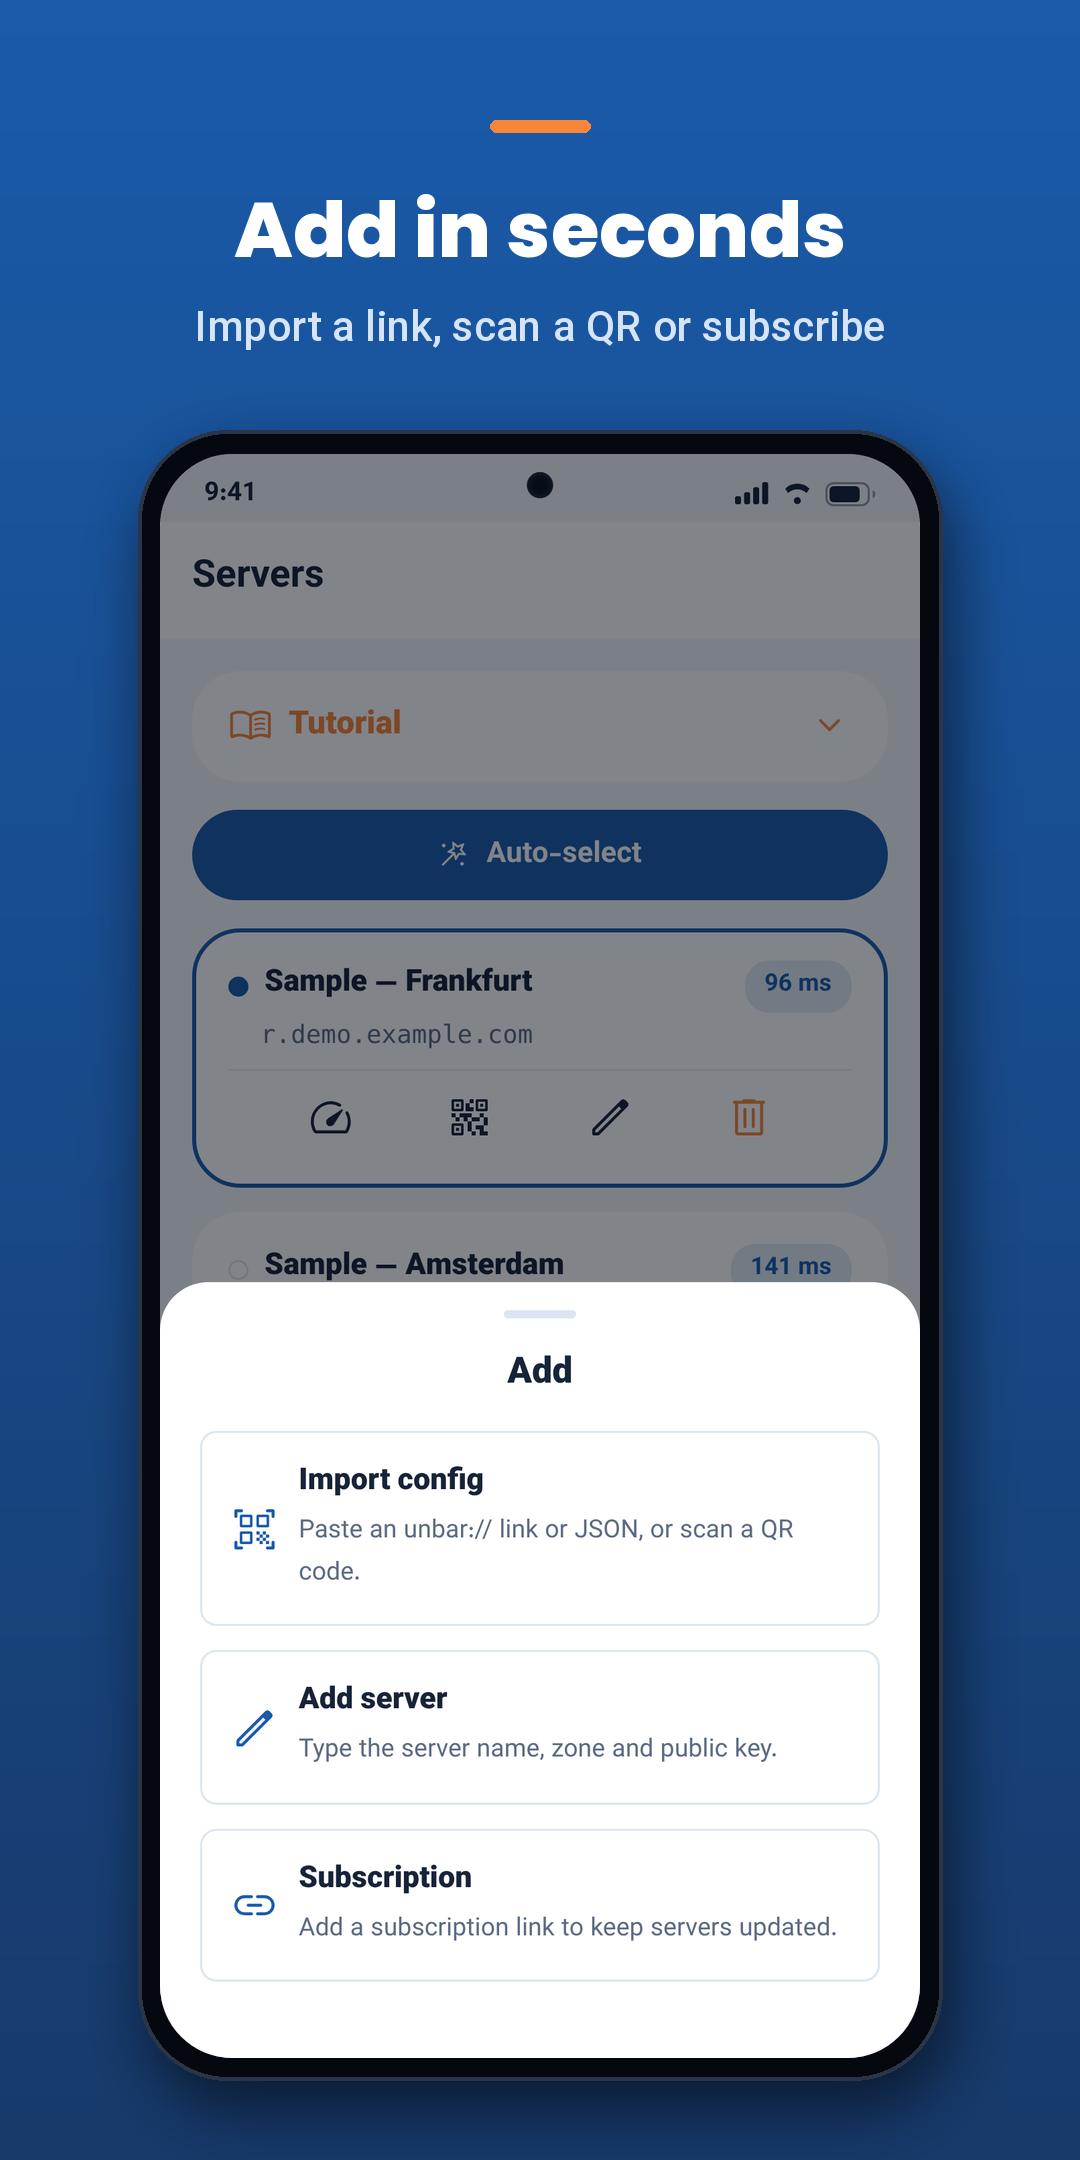 Add in seconds
Import a link, scan a QR or subscribe
9:41
Servers
Tutorial
Auto-select
Sample — Frankfurt
96 ms
r.demo.example.com
Sample — Amsterdam
141 ms
Add
Import config
Paste an unbar:// link or JSON, or scan a QR
code.
Add server
Type the server name, zone and public key.
Subscription
Add a subscription link to keep servers updated.